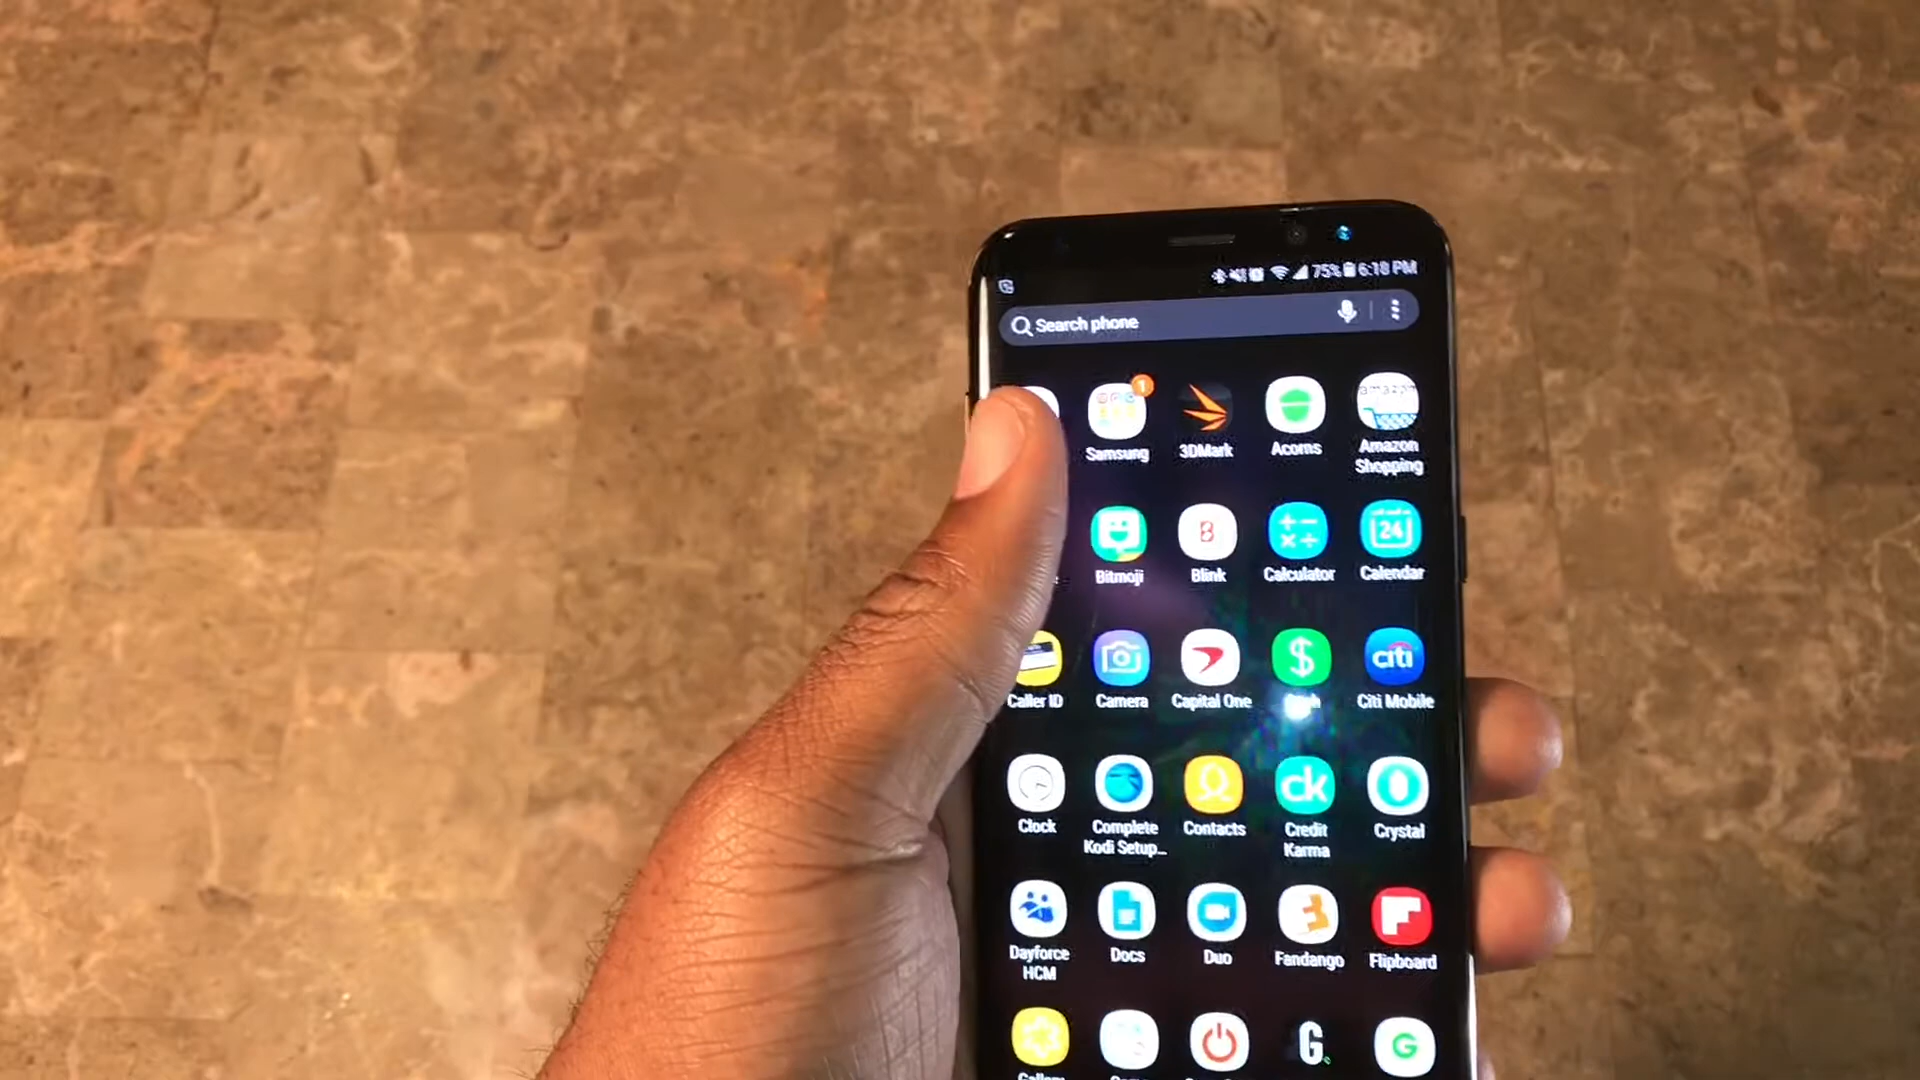 75% 6:18 PM
Search phone
1
amazon
Samsung
3DMark
Acorns
Amazon
Shopping
B
24
Bitmoji
Blink
Calculator
Calendar
$
citi
Caller ID
Camera
Capital One
Citi Mobile
ck
Clock
Complete
Kodi Setup...
Contacts
Credit
Karma
Crystal
Dayforce
HCM
Docs
Duo
Fandango
Flipboard
G
G